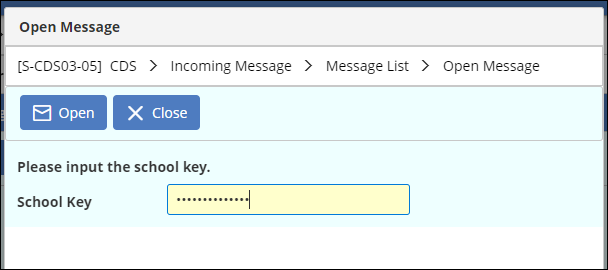 Open Message
[S-CDS03-05] CDS > Incoming Message > Message List > Open Message
Open Close
Please input the school key.
School Key ••••••••••••••